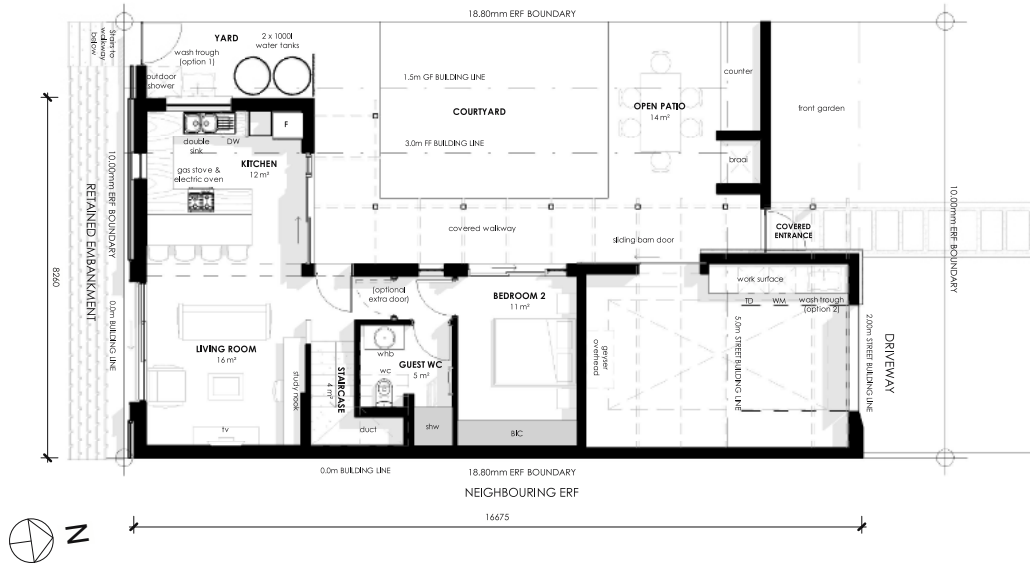 18.80mm ERF BOUNDARY
Stairs to
walkway
below
YARD
wash trough
(option 1)
2 x 1000l
water tanks
outdoor
shower
1.5m GF BUILDING LINE
COURTYARD
OPEN PATIO
14 m²
counter
front garden
double
sink
DW
F
KITCHEN
12 m²
3.0m FF BUILDING LINE
braai
gas stove &
electric oven
RETAINED EMBANKMENT
10.00mm ERF BOUNDARY
0.0m BUILDING LINE
8260
covered walkway
sliding barn door
COVERED
ENTRANCE
10.00mm ERF BOUNDARY
(optional
extra door)
BEDROOM 2
11 m²
work surface
TD
WM
wash trough
(option 2)
LIVING ROOM
16 m²
whb
wc
GUEST WC
5 m²
geyser
overhead
5.0m STREET BUILDING LINE
2.00m STREET BUILDING LINE
DRIVEWAY
study nook
STAIRCASE
4 m²
tv
duct
shw
BIC
0.0m BUILDING LINE
18.80mm ERF BOUNDARY
NEIGHBOURING ERF
16675
N